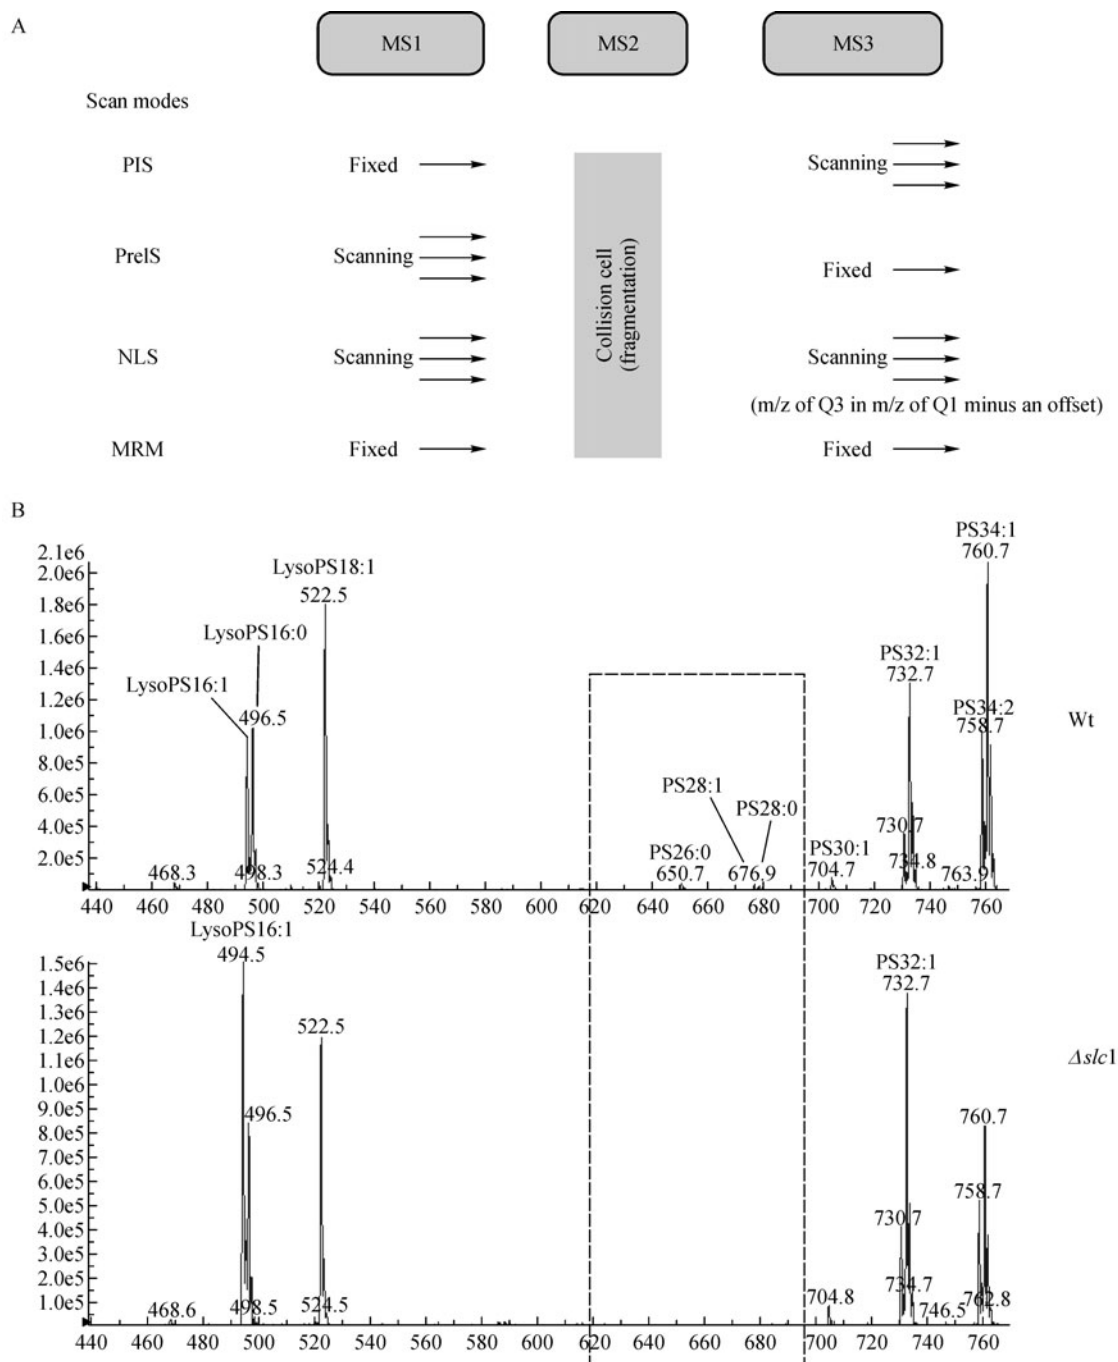 A
MS1 MS2 MS3
Scan modes
PIS Fixed Scanning
PreIS Scanning Fixed
Collision cell
(fragmentation)
NLS Scanning Scanning
(m/z of Q3 in m/z of Q1 minus an offset)
MRM Fixed Fixed
B
PS34:1
2.1e6 760.7
2.0e6 LysoPS18:1
1.8e6 522.5
1.6e6 LysoPS16:0 PS32:1
1.4e6 732.7
1.2e6 LysoPS16:1
1.0e6 496.5 PS34:2
758.7
Wt
8.0e5 PS28:1
6.0e5 PS28:0
4.0e5 PS26:0 PS30:1 730.7
2.0e5 468.3 498.3 524.4 650.7 676.9 704.7 734.8 763.9
440 460 480 500 520 540 560 580 600 620 640 660 680 700 720 740 760
LysoPS16:1
494.5 PS32:1
1.5e6 732.7
1.4e6
1.3e6
1.2e6 522.5
Δslc1
1.1e6
1.0e6
9.0e5 496.5 760.7
8.0e5
7.0e5
6.0e5 758.7
5.0e5
4.0e5 730.7
3.0e5
2.0e5
1.0e5 468.6 498.5 524.5 704.8 734.7 746.5 762.8
440 460 480 500 520 540 560 580 600 620 640 660 680 700 720 740 760